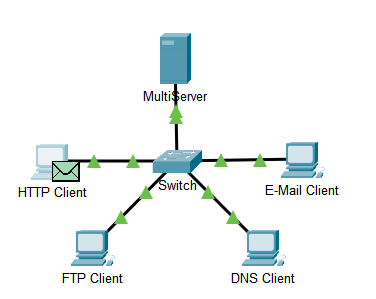 MultiServer
HTTP Client
Switch
E-Mail Client
FTP Client
DNS Client